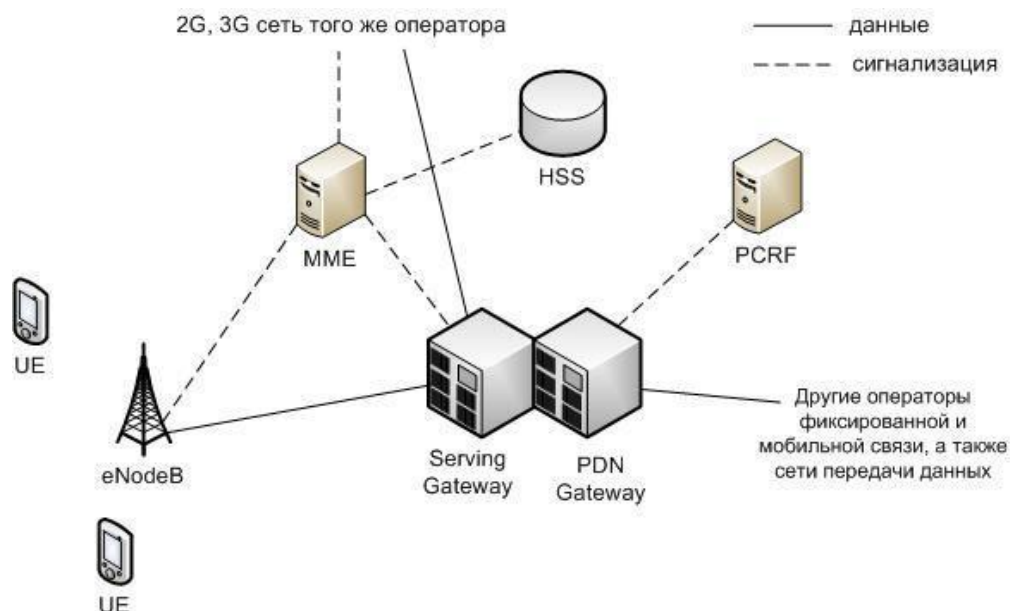 2G, 3G сеть того же оператора
данные
сигнализация
HSS
MME
PCRF
UE
eNodeB
Serving
Gateway
PDN
Gateway
Другие операторы
фиксированной и
мобильной связи, а также
сети передачи данных
UE